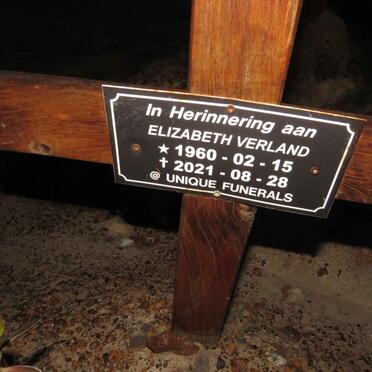 In Herinnering aan
ELIZABETH VERLAND
★ 1960 - 02 - 15
✝ 2021 - 08 - 28
@ UNIQUE FUNERALS